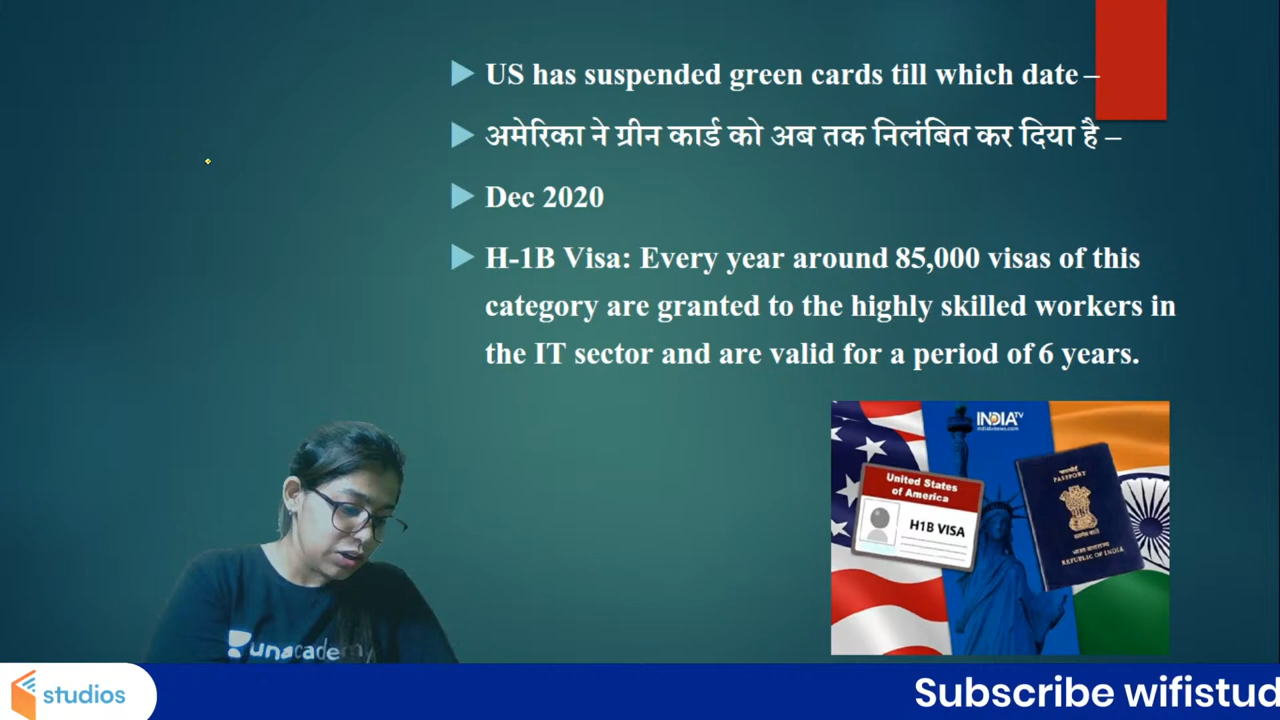 US has suspended green cards till which date –
अमेरिका ने ग्रीन कार्ड को अब तक निलंबित कर दिया है –
Dec 2020
H-1B Visa: Every year around 85,000 visas of this
category are granted to the highly skilled workers in
the IT sector and are valid for a period of 6 years.
INDIA TV
indiatvnews.com
United States
of America
H1B VISA
PASSPORT
REPUBLIC OF INDIA
unacademy
studios
Subscribe wifistud